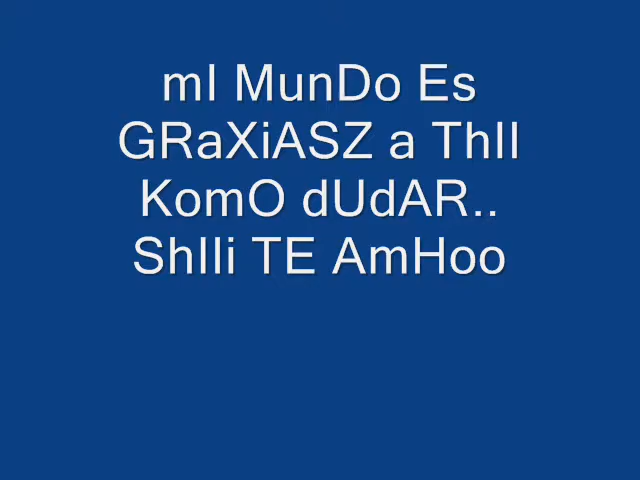 mI MunDo Es
GRaXiASZ a ThII
KomO dUdAR..
ShIIi TE AmHoo